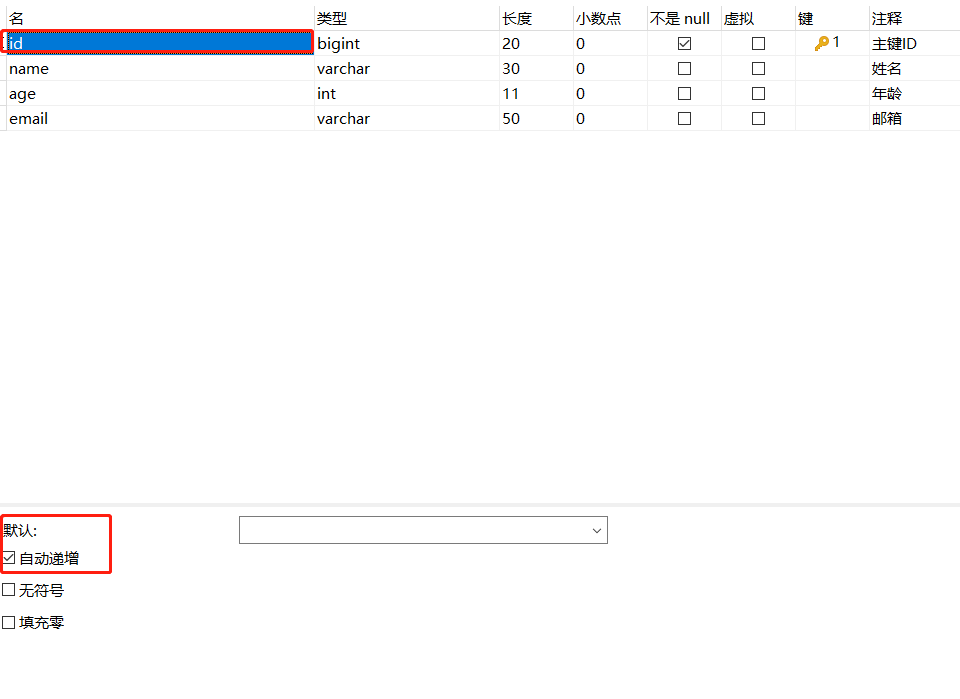 名 类型 长度 小数点 不是 null 虚拟 键 注释
id bigint 20 0 1 主键ID
name varchar 30 0 姓名
age int 11 0 年龄
email varchar 50 0 邮箱
默认:
自动递增
无符号
填充零